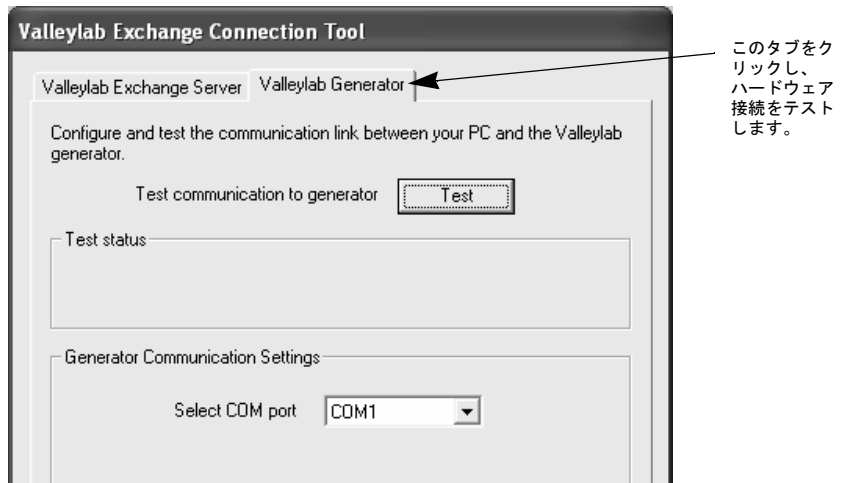 Valleylab Exchange Connection Tool
Valleylab Exchange Server
Valleylab Generator
Configure and test the communication link between your PC and the Valleylab
generator.
Test communication to generator
Test
Test status
Generator Communication Settings
Select COM port
COM1
このタブをク
リックし、
ハードウェア
接続をテスト
します。